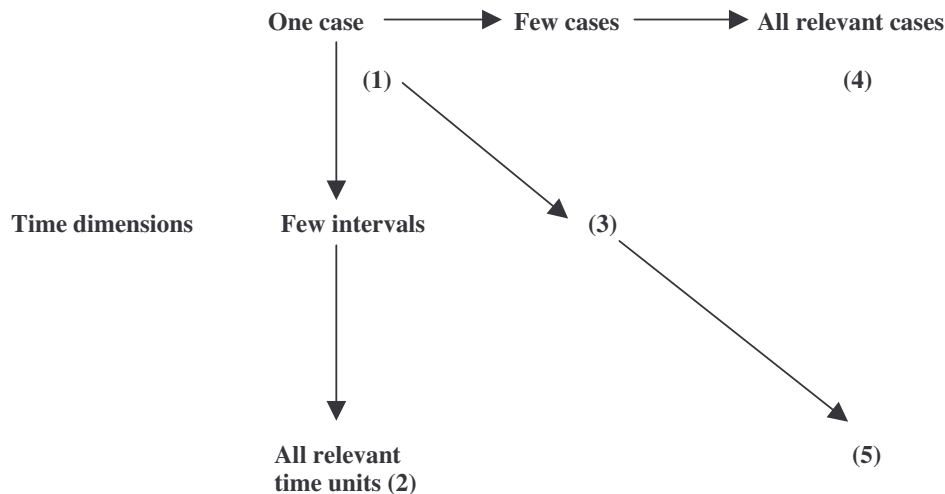 One case Few cases All relevant cases
(1) (4)
Time dimensions Few intervals (3)
All relevant
time units (2) (5)